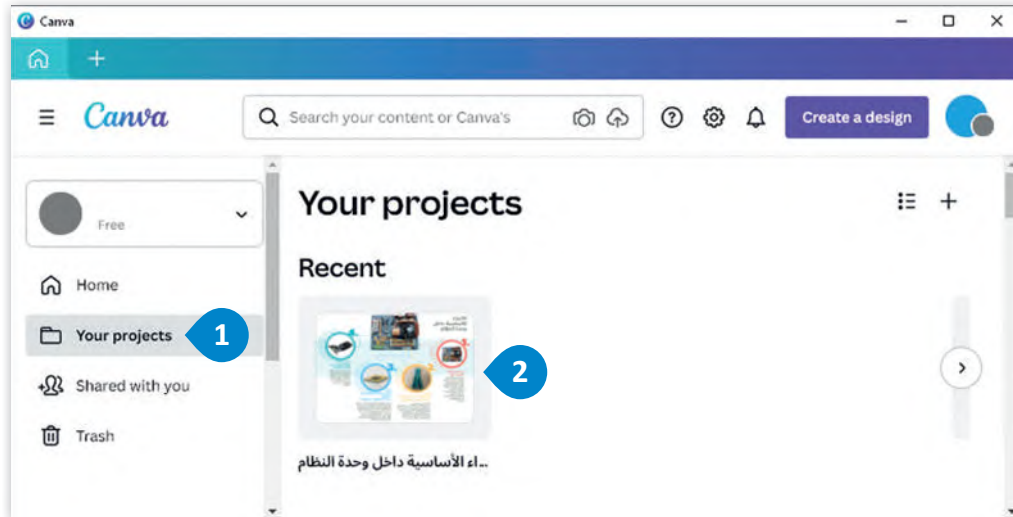 Canva
Canva
Search your content or Canva's
Create a design
Free
Home
Your projects
Shared with you
Trash
1
Your projects
Recent
2
...اء الأساسية داخل وحدة النظام